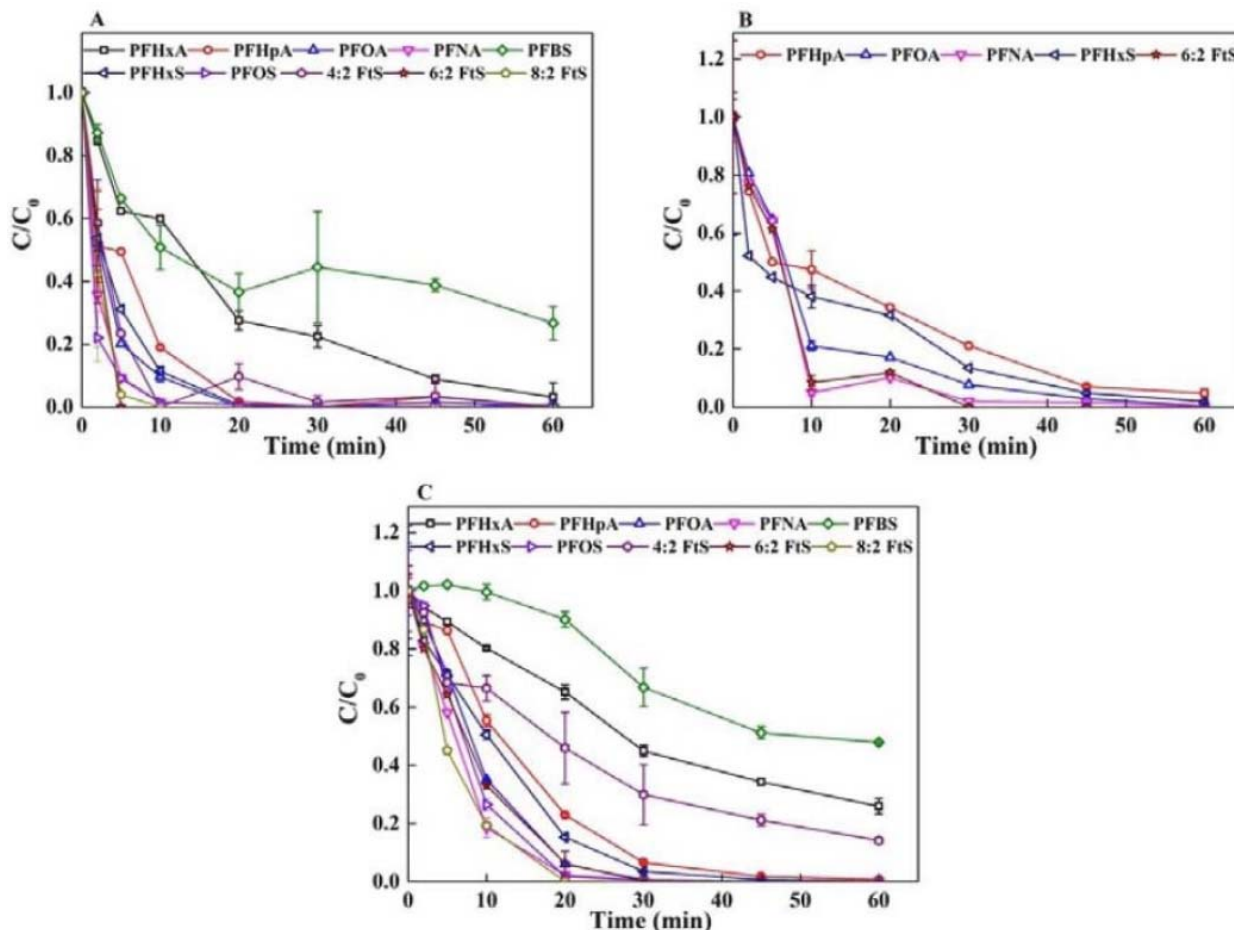 A
PFHxA PFHpA PFOA PFNA PFBS
PFHxS PFOS 4:2 FtS 6:2 FtS 8:2 FtS
C/C0
1.0
0.8
0.6
0.4
0.2
0.0
0 10 20 30 40 50 60
Time (min)
B
PFHpA PFOA PFNA PFHxS 6:2 FtS
C/C0
1.2
1.0
0.8
0.6
0.4
0.2
0.0
0 10 20 30 40 50 60
Time (min)
C
PFHxA PFHpA PFOA PFNA PFBS
PFHxS PFOS 4:2 FtS 6:2 FtS 8:2 FtS
C/C0
1.2
1.0
0.8
0.6
0.4
0.2
0.0
0 10 20 30 40 50 60
Time (min)